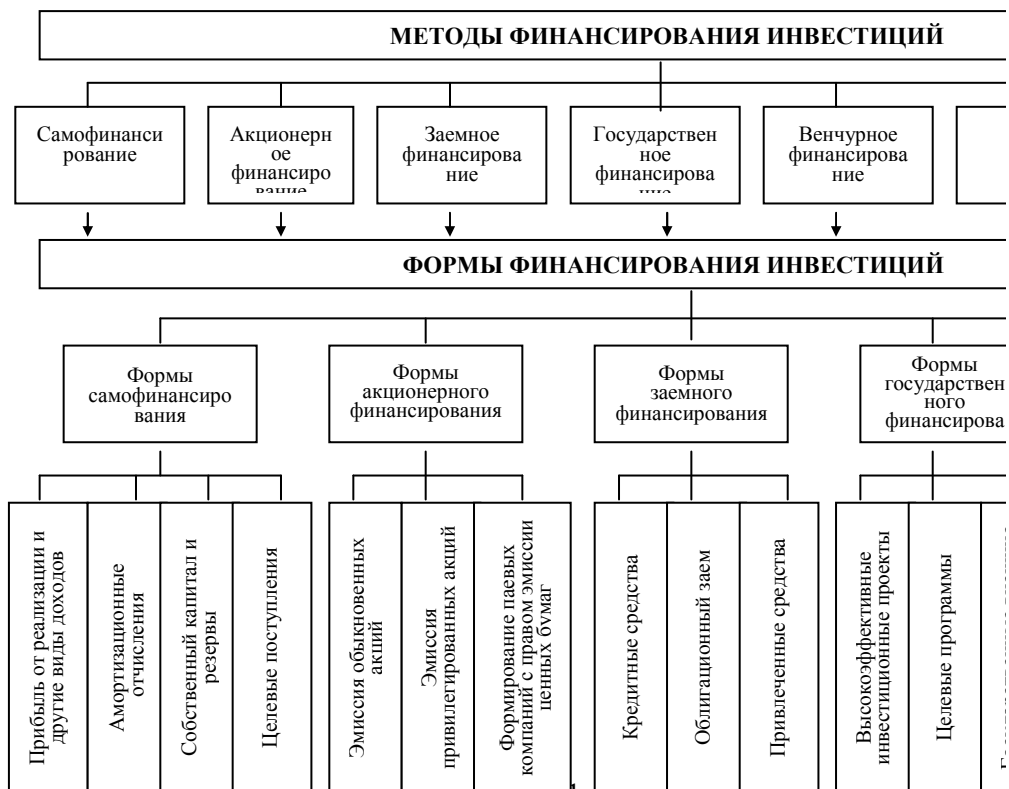 МЕТОДЫ ФИНАНСИРОВАНИЯ ИНВЕСТИЦИЙ
Самофинанси
рование
Акционерн
ое
финансиро
вание
Заемное
финансирова
ние
Государствен
ное
финансирова
ние
Венчурное
финансирова
ние
ФОРМЫ ФИНАНСИРОВАНИЯ ИНВЕСТИЦИЙ
Формы
самофинансиро
вания
Формы
акционерного
финансирования
Формы
заемного
финансирования
Формы
государствен
ного
финансирова
Прибыль от реализации и
другие виды доходов
Амортизационные
отчисления
Собственный капитал и
резервы
Целевые поступления
Эмиссия обыкновенных
акций
Эмиссия
привилегированных акций
Формирование паевых
компаний с правом эмиссии
ценных бумаг
Кредитные средства
Облигационный заем
Привлеченные средства
Высокоэффективные
инвестиционные проекты
Целевые программы